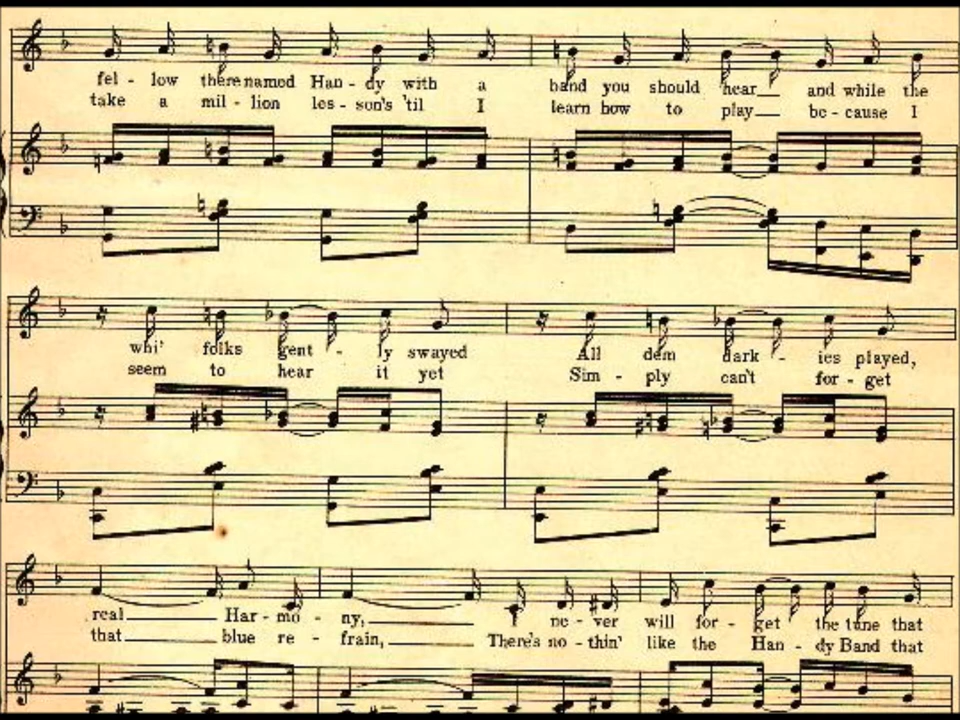 fel - low there named Han - dy with a band you should hear and while the
take a mil - lion les - son's 'til I learn how to play be - cause I
whi' folks gent - ly swayed All dem dark - ies played,
seem to hear it yet Sim - ply can't for - get
real Har - mo - ny, I ne - ver will for - get the tune that
that blue re - frain, There's no - thin' like the Han - dy Band that